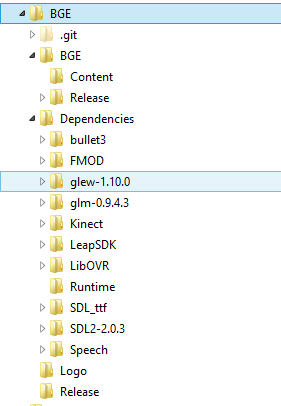 BGE
.git
BGE
Content
Release
Dependencies
bullet3
FMOD
glew-1.10.0
glm-0.9.4.3
Kinect
LeapSDK
LibOVR
Runtime
SDL_ttf
SDL2-2.0.3
Speech
Logo
Release